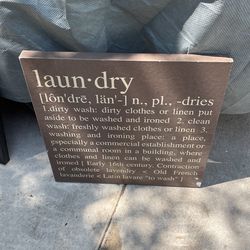 laun·dry
[lôn'drē, län'-] n., pl., -dries
1.dirty wash: dirty clothes or linen put
aside to be washed and ironed 2. clean
wash: freshly washed clothes or linen 3.
washing and ironing place: a place,
especially a commercial establishment or
a communal room in a building, where
clothes and linen can be washed and
ironed [ Early 16th century. Contraction
of obsolete lavendry < Old French
lavanderie < Latin lavare "to wash" ]